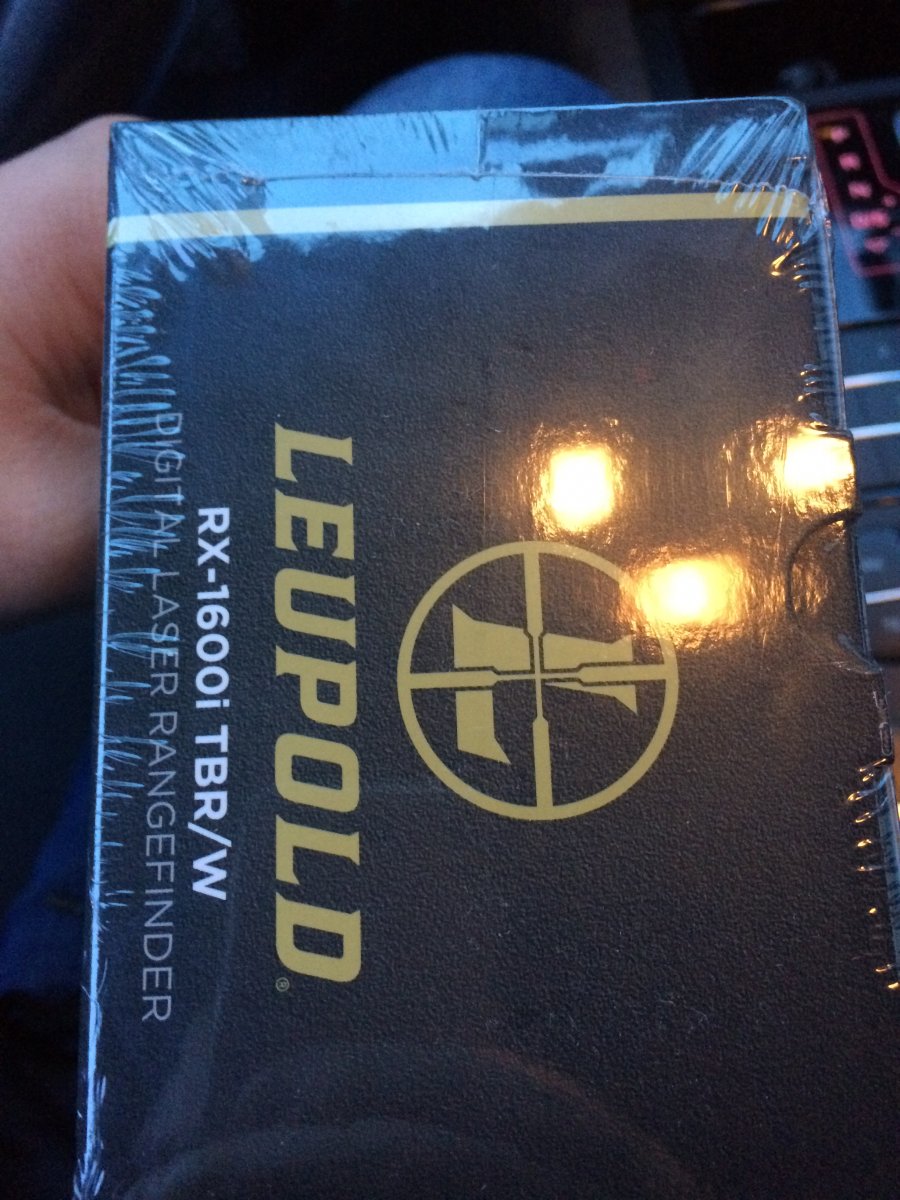 LEUPOLD®
RX-1600i TBR/W
DIGITAL LASER RANGEFINDER